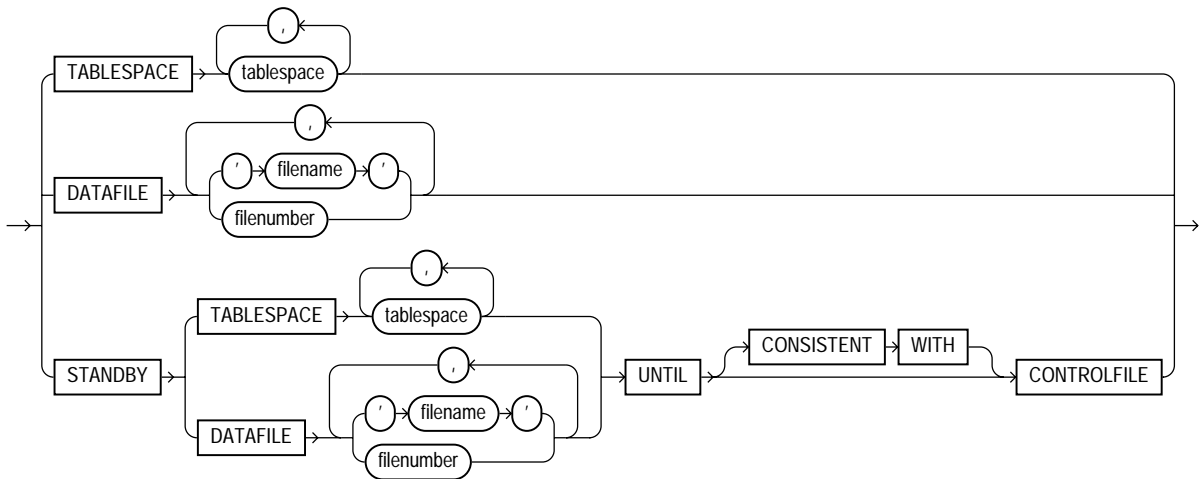 ,
TABLESPACE tablespace
,
' filename '
DATAFILE
filenumber
,
TABLESPACE tablespace
CONSISTENT WITH
STANDBY UNTIL CONTROLFILE
,
' filename '
DATAFILE
filenumber